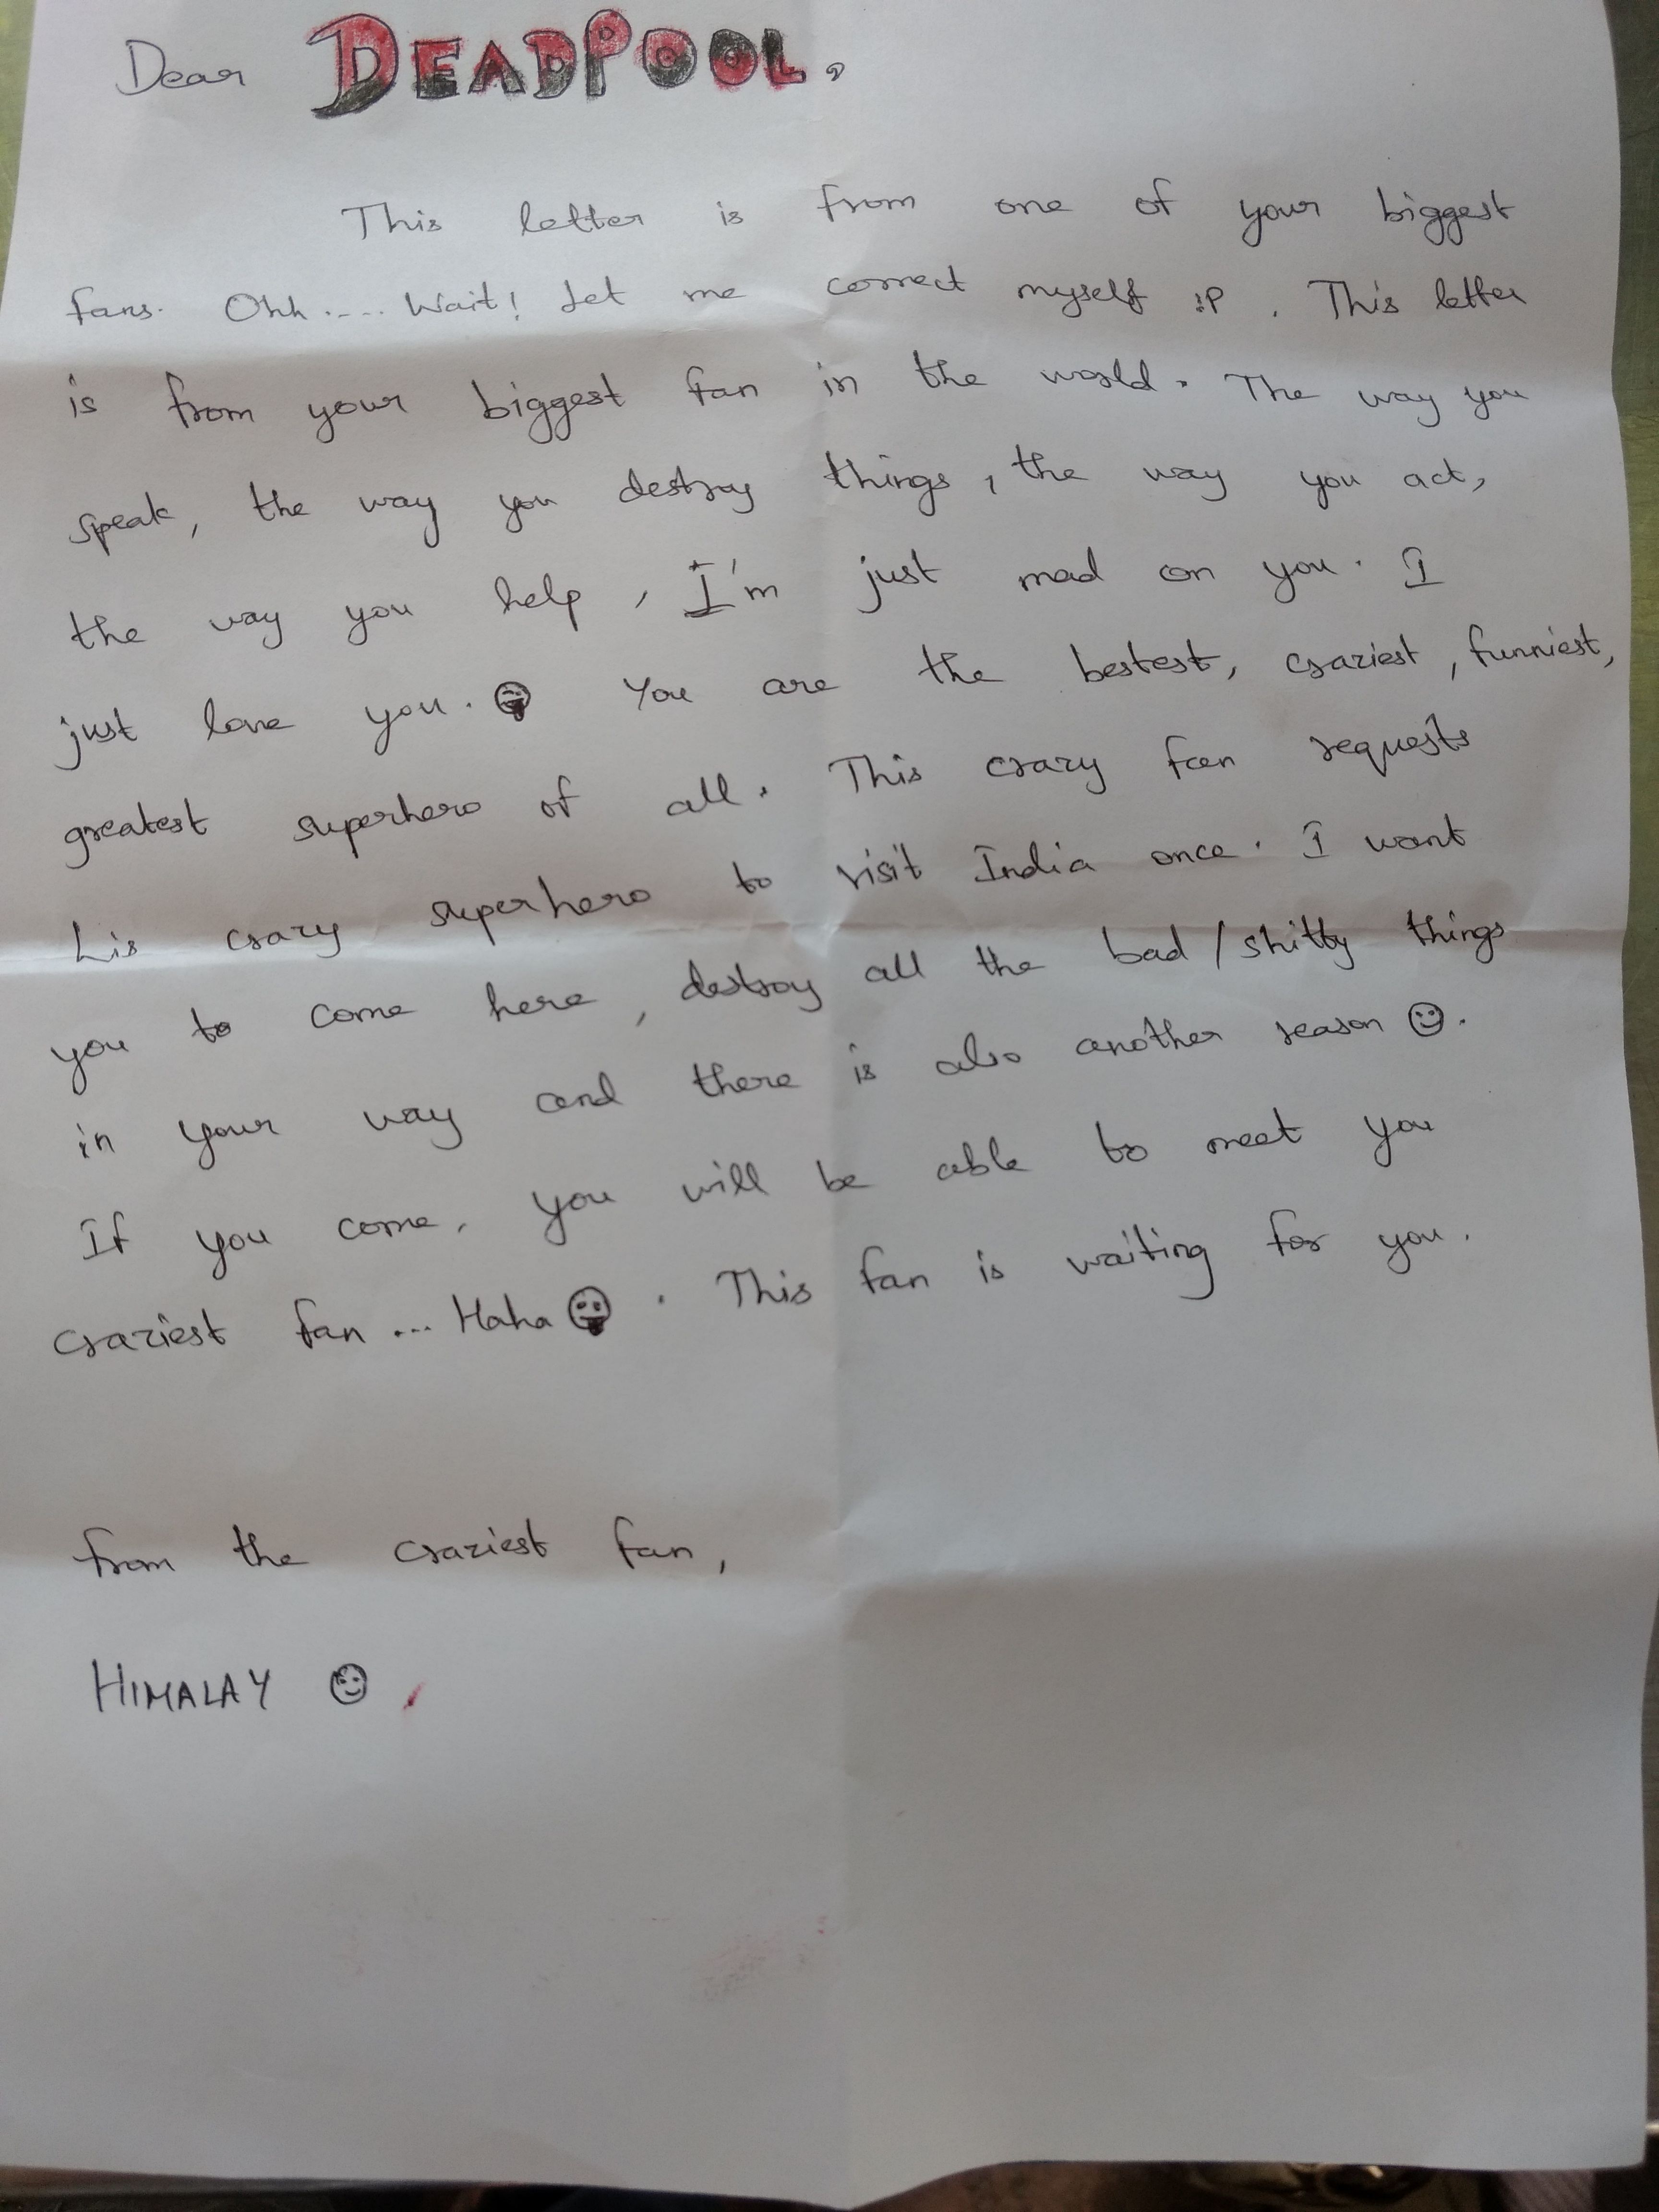 Dear DEADPOOL,
This letter is from one of your biggest
fans. Ohh..... Wait! Let me correct myself :P . This letter
is from your biggest fan in the world. The way you
speak, the way you destroy things, the way you act,
the way you help, I'm just mad on you. I
just love you. 😜 You are the bestest, craziest, funniest,
greatest superhero of all. This crazy fan requests
his crazy superhero to visit India once. I want
you to come here, destroy all the bad/shitty things
in your way and there is also another reason ☺.
If you come, you will be able to meet you
craziest fan... Haha 😛 . This fan is waiting for you.
from the craziest fan,
HIMALAY ☺